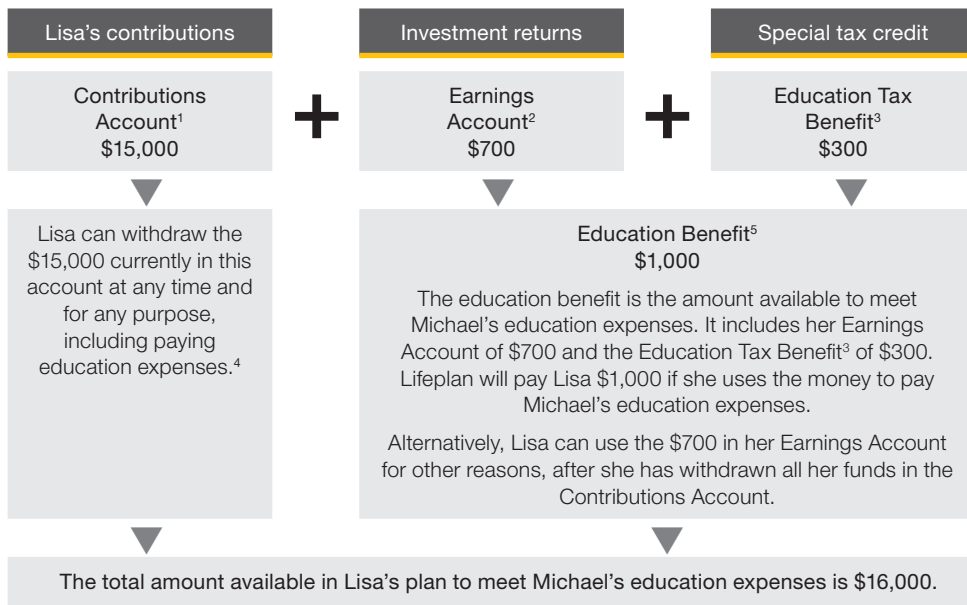 Lisa's contributions
Investment returns
Special tax credit
Contributions
Account¹
$15,000
+
Earnings
Account²
$700
+
Education Tax
Benefit³
$300
Lisa can withdraw the
$15,000 currently in this
account at any time and
for any purpose,
including paying
education expenses.⁴
Education Benefit⁵
$1,000
The education benefit is the amount available to meet
Michael's education expenses. It includes her Earnings
Account of $700 and the Education Tax Benefit³ of $300.
Lifeplan will pay Lisa $1,000 if she uses the money to pay
Michael's education expenses.
Alternatively, Lisa can use the $700 in her Earnings Account
for other reasons, after she has withdrawn all her funds in the
Contributions Account.
The total amount available in Lisa's plan to meet Michael's education expenses is $16,000.